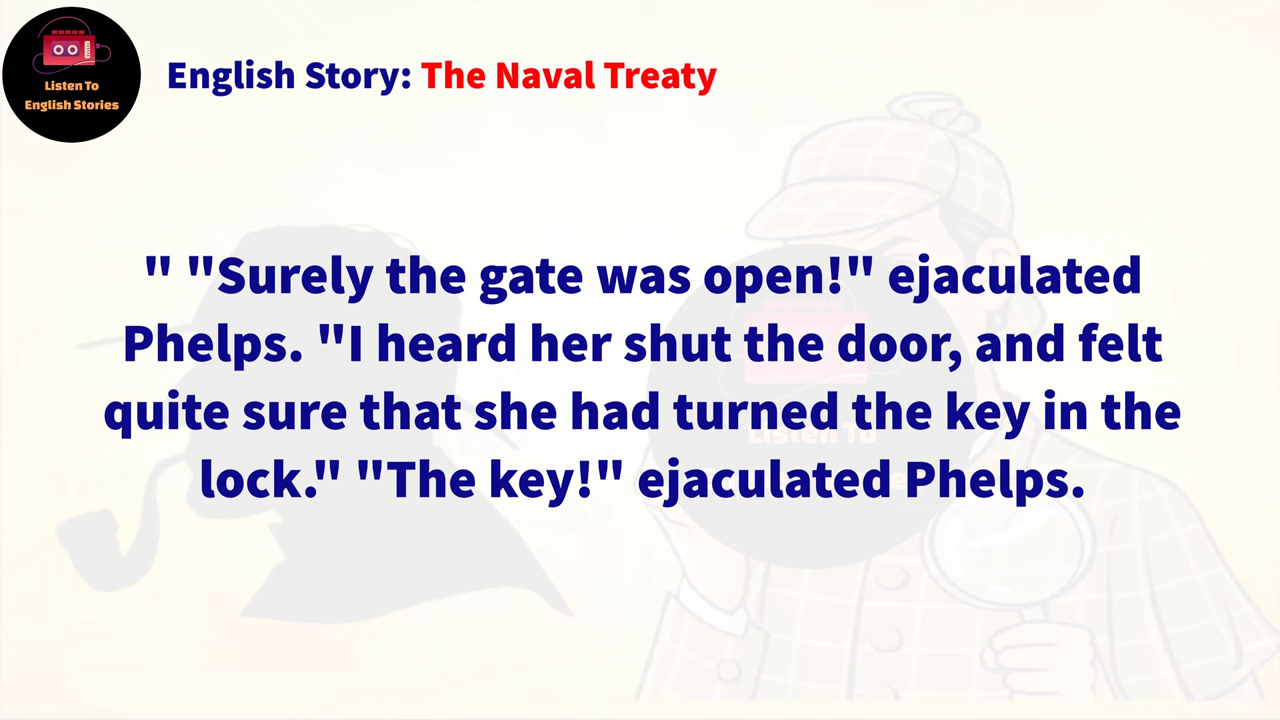 Listen To
English Stories
English Story: The Naval Treaty
" "Surely the gate was open!" ejaculated
Phelps. "I heard her shut the door, and felt
quite sure that she had turned the key in the
lock." "The key!" ejaculated Phelps.
Listen To